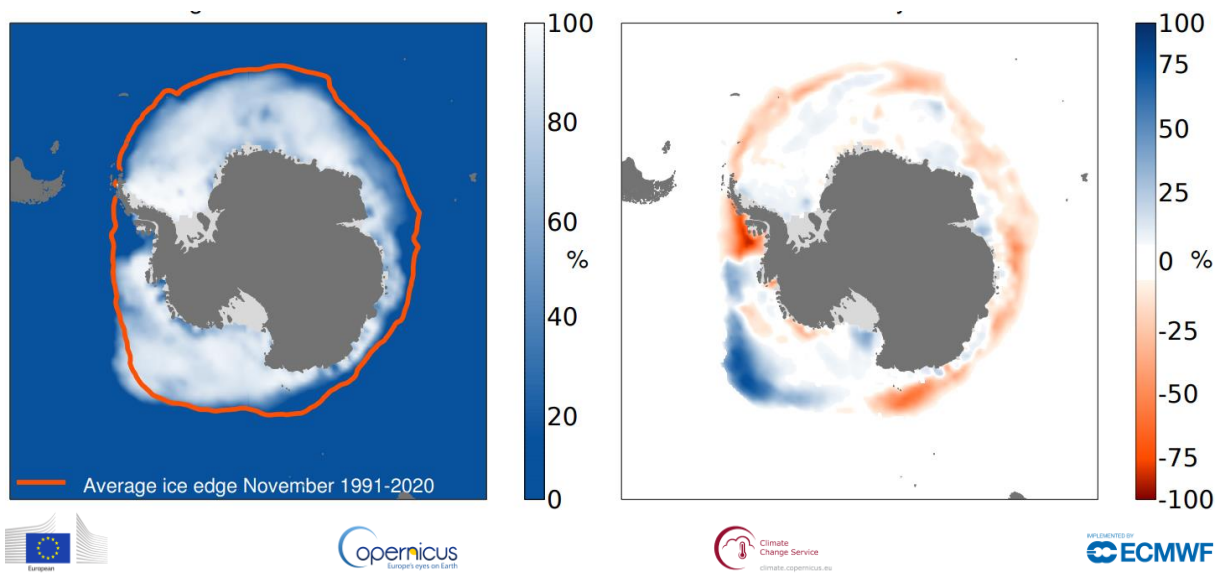 100
80
60
%
40
20
0
Average ice edge November 1991-2020
100
75
50
25
0
%
-25
-50
-75
-100
European
opernicus
Europe's eyes on Earth
Climate
Change Service
climate.copernicus.eu
IMPLEMENTED BY
ECMWF